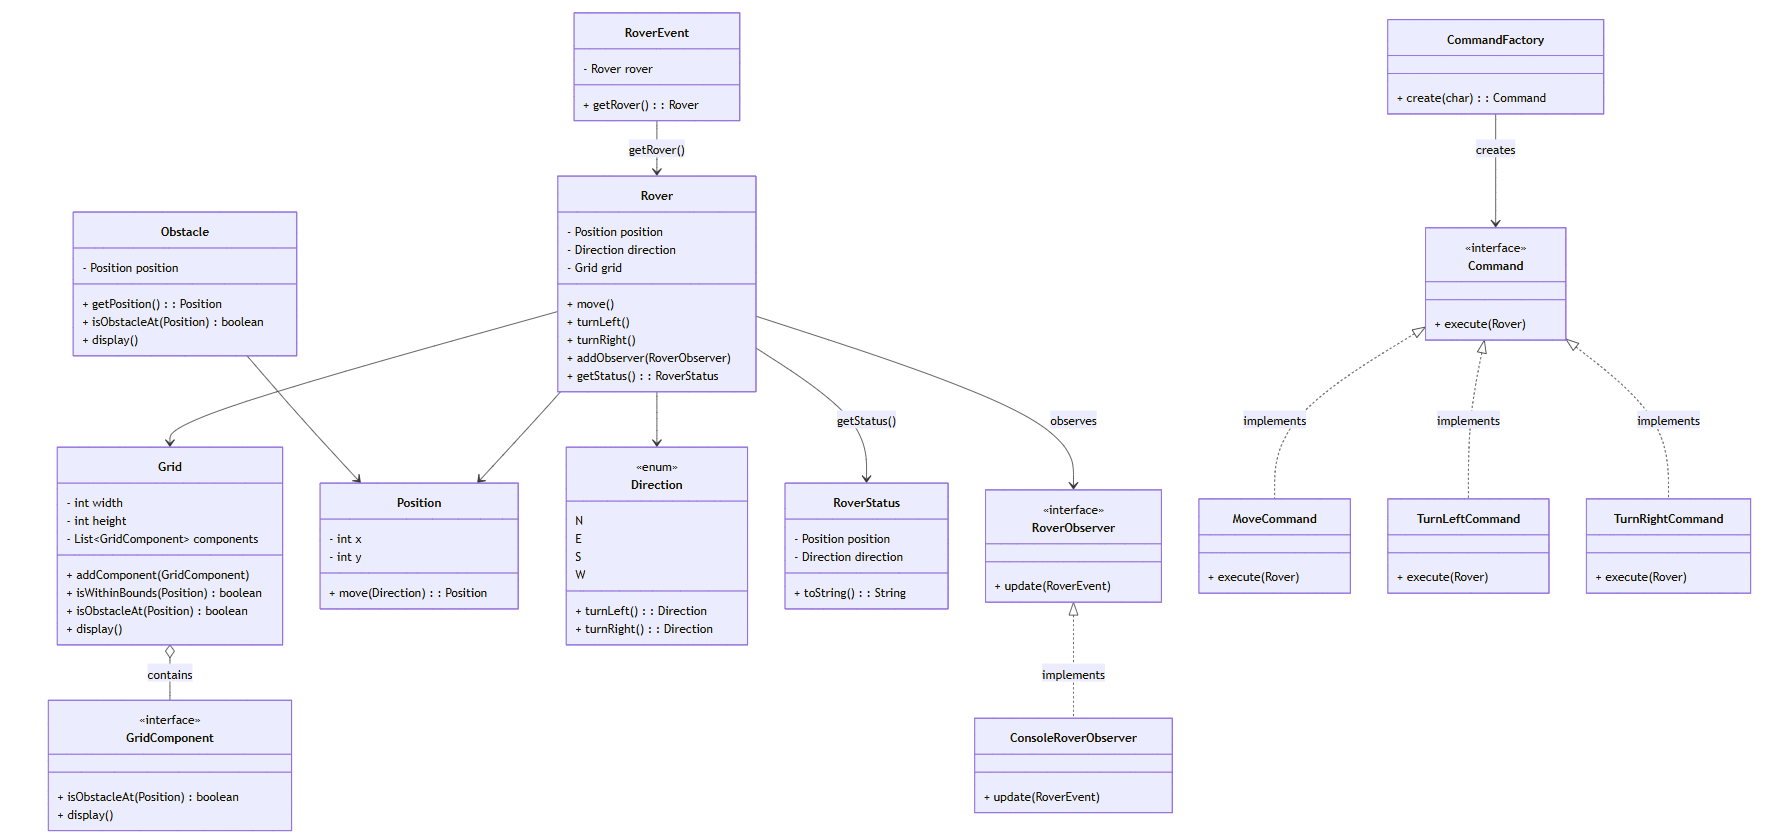 RoverEvent
- Rover rover
+ getRover() : : Rover
getRover()
CommandFactory
+ create(char) : : Command
creates
Rover
- Position position
- Direction direction
- Grid grid
+ move()
+ turnLeft()
+ turnRight()
+ addObserver(RoverObserver)
+ getStatus() : : RoverStatus
Obstacle
- Position position
+ getPosition() : : Position
+ isObstacleAt(Position) : boolean
+ display()
«interface»
Command
+ execute(Rover)
getStatus()
observes
implements
implements
implements
Grid
- int width
- int height
- List<GridComponent> components
+ addComponent(GridComponent)
+ isWithinBounds(Position) : boolean
+ isObstacleAt(Position) : boolean
+ display()
Position
- int x
- int y
+ move(Direction) : : Position
«enum»
Direction
N
E
S
W
+ turnLeft() : : Direction
+ turnRight() : : Direction
RoverStatus
- Position position
- Direction direction
+ toString() : : String
«interface»
RoverObserver
+ update(RoverEvent)
MoveCommand
+ execute(Rover)
TurnLeftCommand
+ execute(Rover)
TurnRightCommand
+ execute(Rover)
contains
implements
«interface»
GridComponent
+ isObstacleAt(Position) : boolean
+ display()
ConsoleRoverObserver
+ update(RoverEvent)